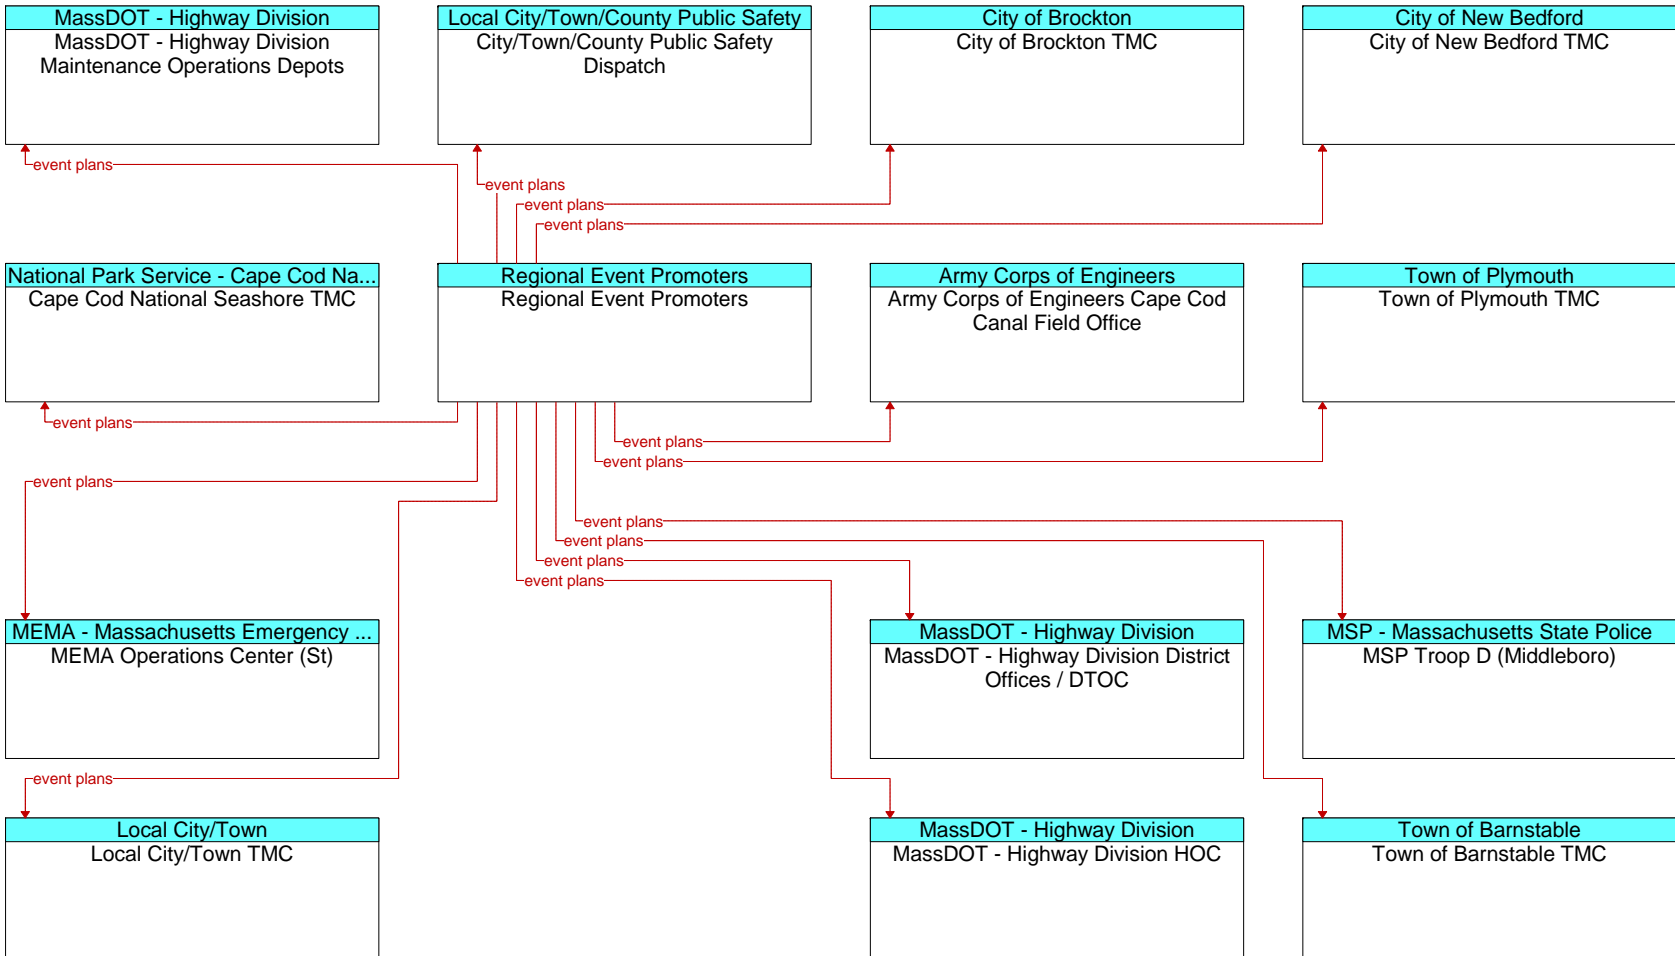 MassDOT - Highway Division
MassDOT - Highway Division
Maintenance Operations Depots
Local City/Town/County Public Safety
City/Town/County Public Safety
Dispatch
City of Brockton
City of Brockton TMC
City of New Bedford
City of New Bedford TMC
event plans
event plans
event plans
event plans
National Park Service - Cape Cod Na...
Cape Cod National Seashore TMC
Regional Event Promoters
Regional Event Promoters
Army Corps of Engineers
Army Corps of Engineers Cape Cod
Canal Field Office
Town of Plymouth
Town of Plymouth TMC
event plans
event plans
event plans
event plans
event plans
event plans
event plans
event plans
MEMA - Massachusetts Emergency ...
MEMA Operations Center (St)
MassDOT - Highway Division
MassDOT - Highway Division District
Offices / DTOC
MSP - Massachusetts State Police
MSP Troop D (Middleboro)
event plans
Local City/Town
Local City/Town TMC
MassDOT - Highway Division
MassDOT - Highway Division HOC
Town of Barnstable
Town of Barnstable TMC